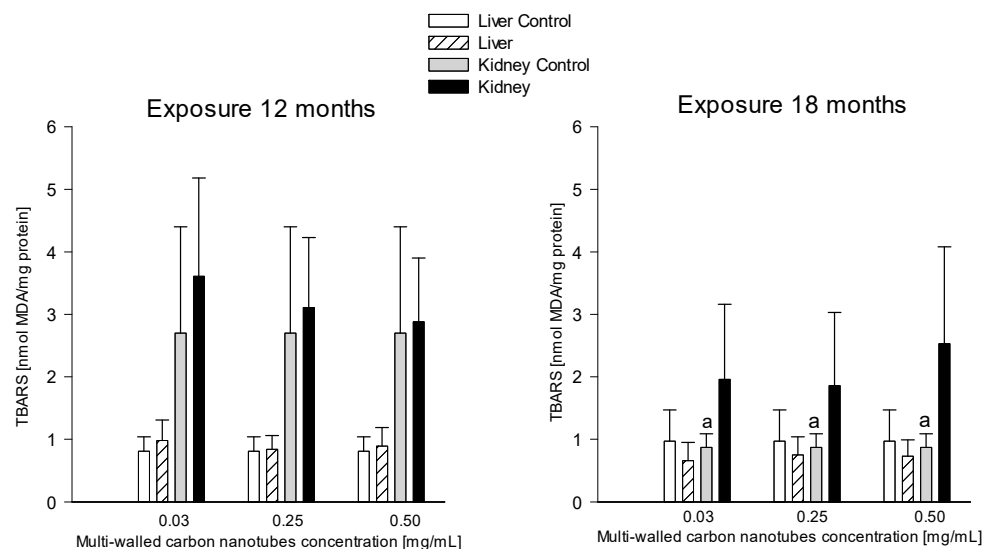 Liver Control
Liver
Kidney Control
Kidney
Exposure 12 months
6
5
4
3
2
1
0
TBARS [nmol MDA/mg protein]
0.03 0.25 0.50
Multi-walled carbon nanotubes concentration [mg/mL]
Exposure 18 months
6
5
4
3
2
1
0
TBARS [nmol MDA/mg protein]
a a a
0.03 0.25 0.50
Multi-walled carbon nanotubes concentration [mg/mL]